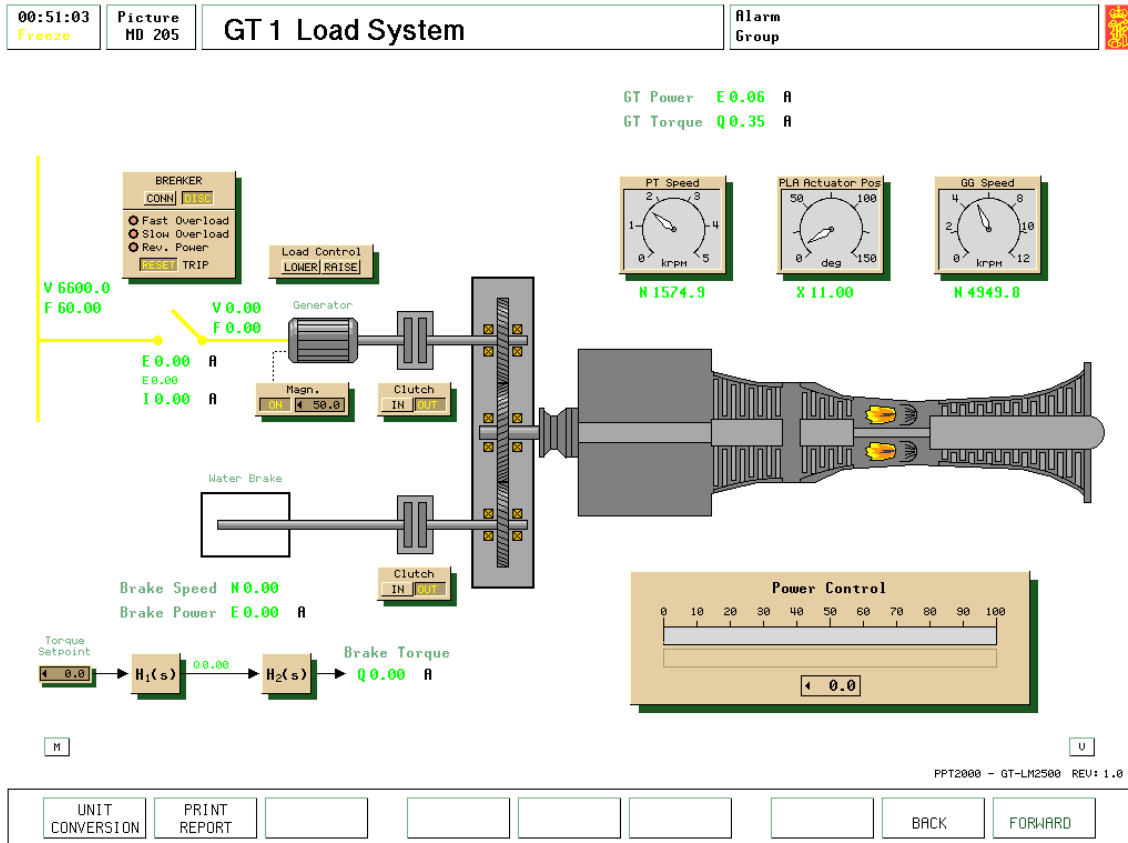 00:51:03
Freeze
Picture
MD 205
GT 1 Load System
Alarm
Group
GT Power E 0.06 A
GT Torque Q 0.35 A
BREAKER
CONN DISC
Fast Overload
Slow Overload
Rev. Power
RESET TRIP
Load Control
LOWER RAISE
PT Speed
0 1 2 3 4 5
krpm
N 1574.9
PLA Actuator Pos
0 50 100 150
deg
X 11.00
GG Speed
0 2 4 8 10 12
krpm
N 4949.8
V 6600.0
F 60.00
V 0.00
F 0.00
Generator
E 0.00 A
E 0.00
I 0.00 A
Magn.
ON 50.0
Clutch
IN OUT
Water Brake
Clutch
IN OUT
Brake Speed N 0.00
Brake Power E 0.00 A
Torque
Setpoint
0.0
H1(s)
Q 0.00
H2(s)
Brake Torque
Q 0.00 A
Power Control
0 10 20 30 40 50 60 70 80 90 100
0.0
M
V
PPT2000 - GT-LM2500 REV: 1.0
UNIT
CONVERSION
PRINT
REPORT
BACK
FORWARD